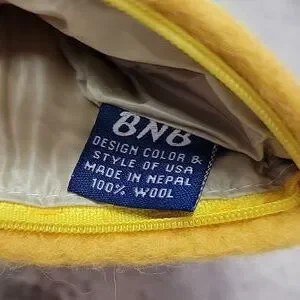 BNB
DESIGN COLOR &
STYLE OF USA
MADE IN NEPAL
100% WOOL